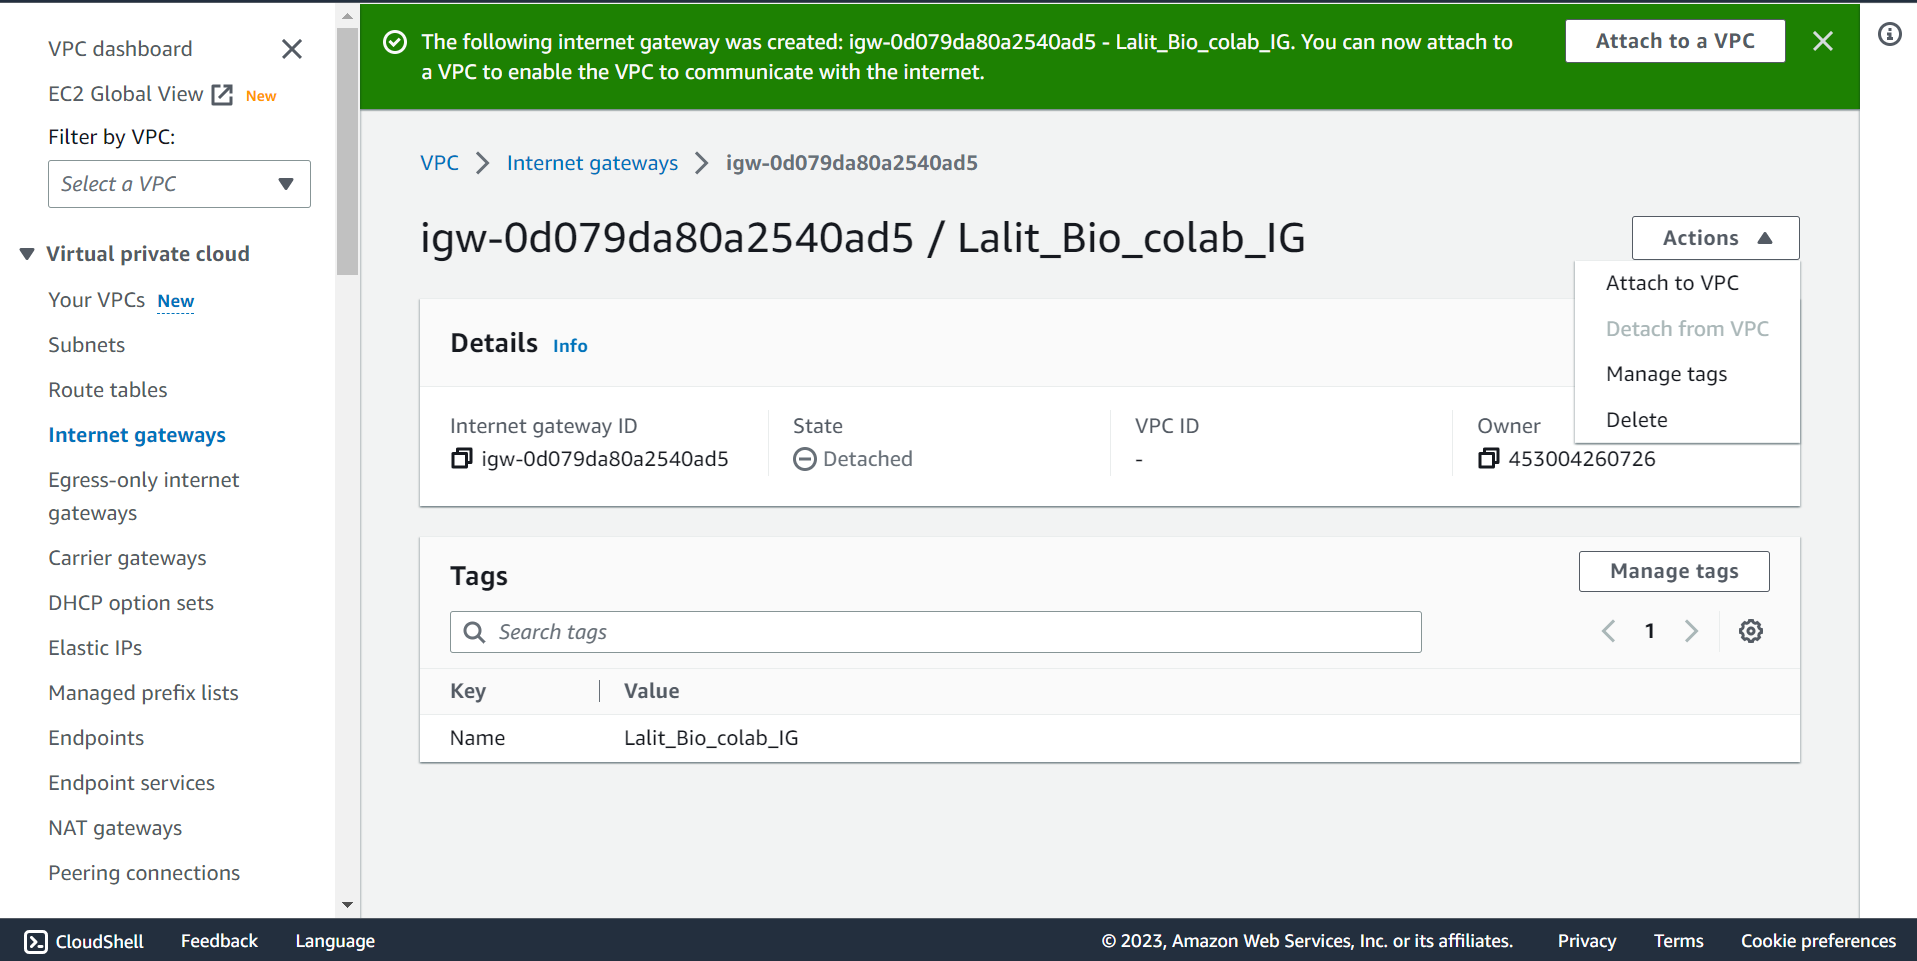 VPC dashboard
EC2 Global View New
Filter by VPC:
Select a VPC
Virtual private cloud
Your VPCs New
Subnets
Route tables
Internet gateways
Egress-only internet
gateways
Carrier gateways
DHCP option sets
Elastic IPs
Managed prefix lists
Endpoints
Endpoint services
NAT gateways
Peering connections
The following internet gateway was created: igw-0d079da80a2540ad5 - Lalit_Bio_colab_IG. You can now attach to
a VPC to enable the VPC to communicate with the internet.
Attach to a VPC
VPC > Internet gateways > igw-0d079da80a2540ad5
igw-0d079da80a2540ad5 / Lalit_Bio_colab_IG
Actions
Attach to VPC
Detach from VPC
Manage tags
Delete
Details Info
Internet gateway ID
igw-0d079da80a2540ad5
State
Detached
VPC ID
-
Owner
453004260726
Tags
Manage tags
Search tags
1
Key Value
Name Lalit_Bio_colab_IG
CloudShell Feedback Language © 2023, Amazon Web Services, Inc. or its affiliates. Privacy Terms Cookie preferences